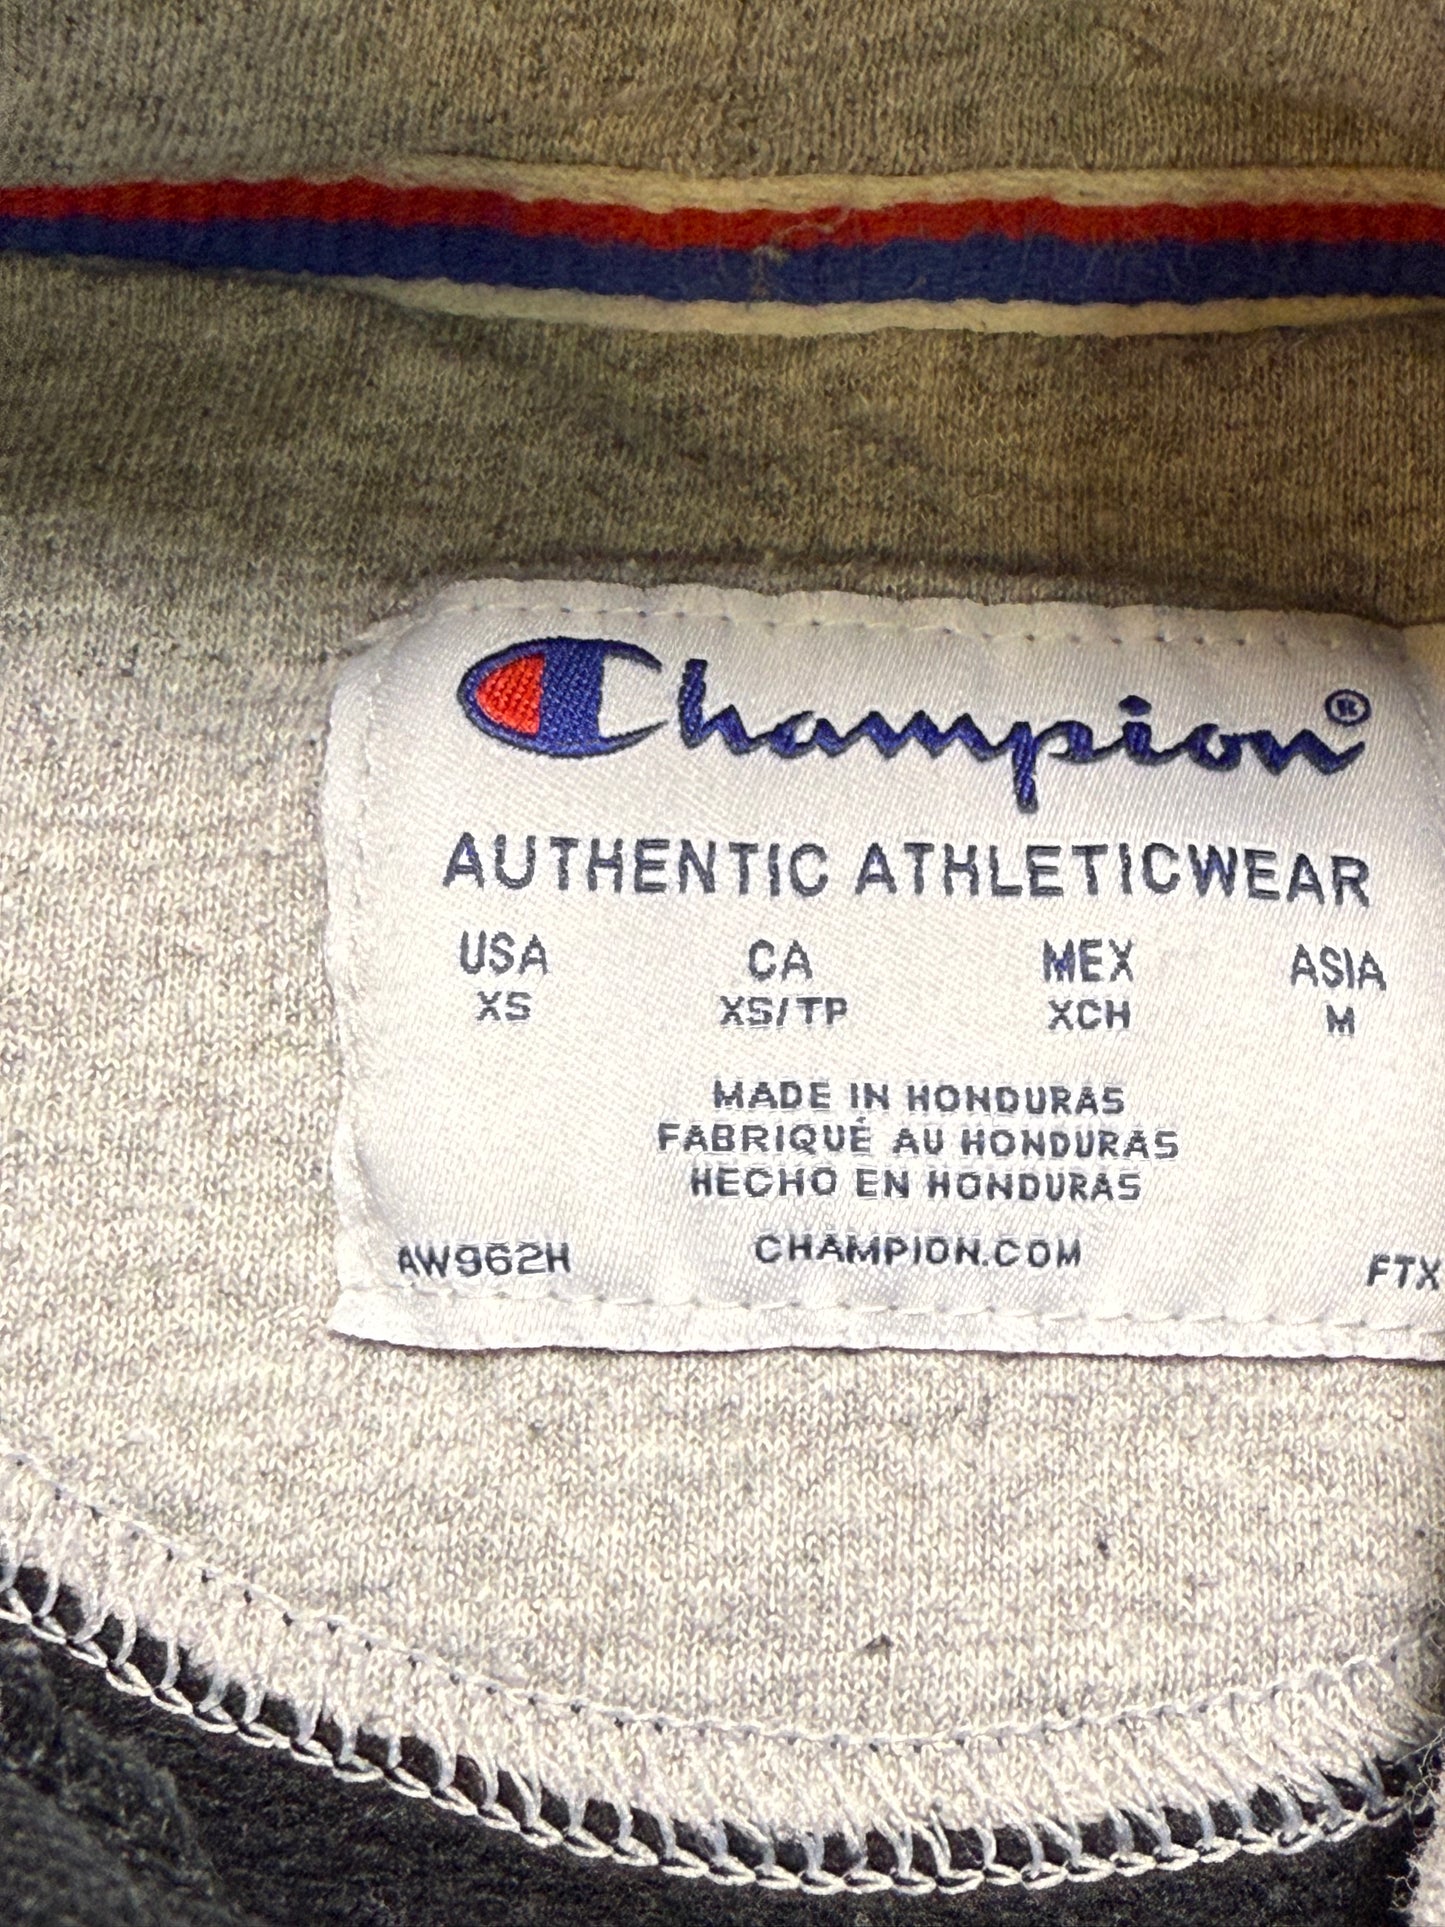 Champion®
AUTHENTIC ATHLETICWEAR
USA CA MEX ASIA
XS XS/TP XCH M
MADE IN HONDURAS
FABRIQUÉ AU HONDURAS
HECHO EN HONDURAS
AW962H CHAMPION.COM FTX